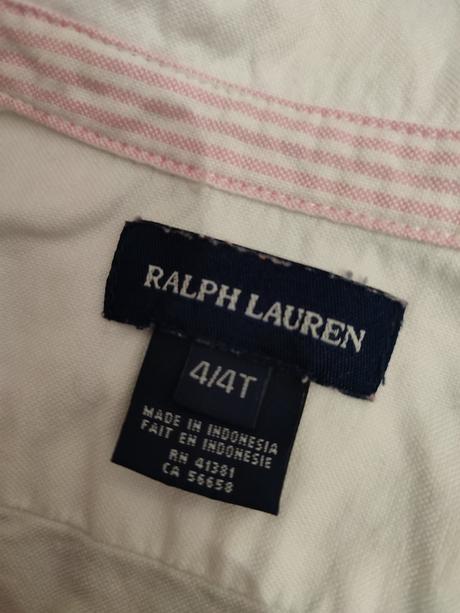 RALPH LAUREN
4/4T
MADE IN INDONESIA
FAIT EN INDONESIE
RN 41381
CA 56658